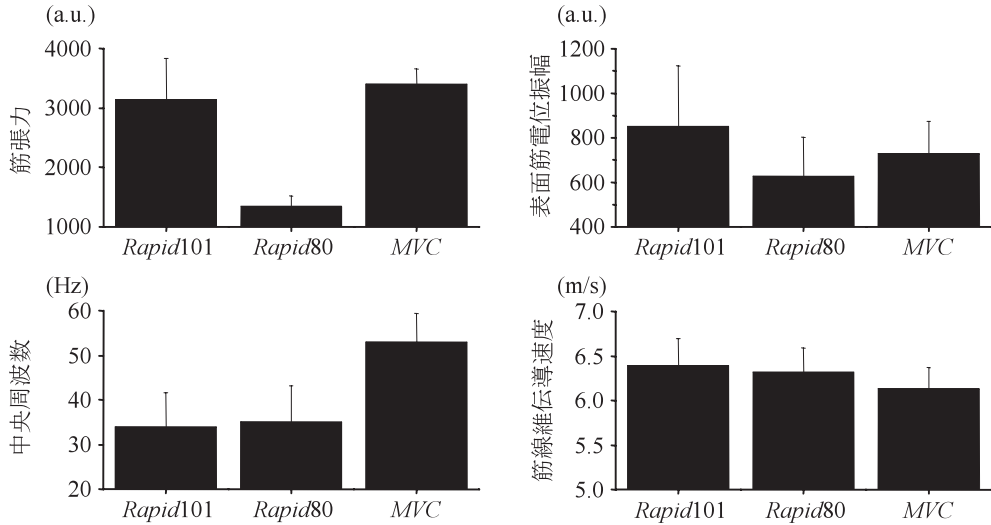 (a.u.)
筋張力
4000
3000
2000
1000
Rapid101
Rapid80
MVC
(a.u.)
表面筋電位振幅
1200
1000
800
600
400
Rapid101
Rapid80
MVC
(Hz)
中央周波数
60
50
40
30
20
Rapid101
Rapid80
MVC
(m/s)
筋線維伝導速度
7.0
6.5
6.0
5.5
5.0
Rapid101
Rapid80
MVC